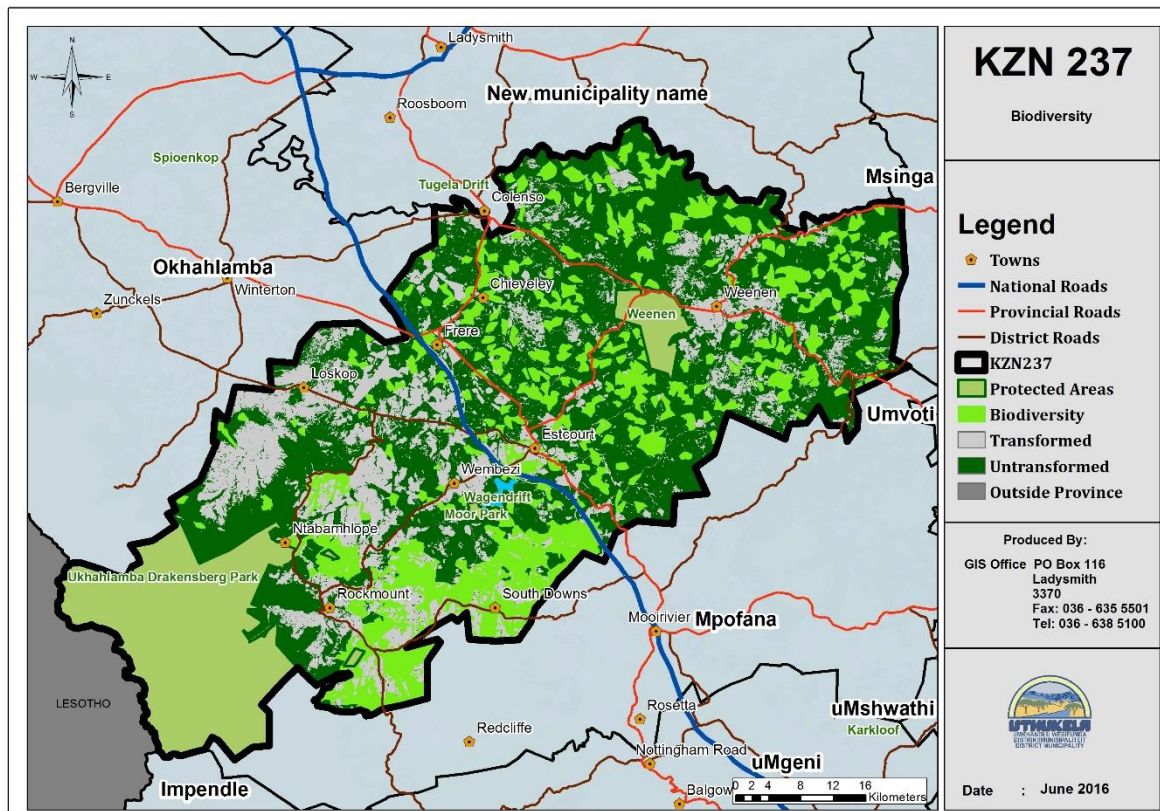 N
W
E
S
Ladysmith
New municipality name
Roosboom
Spioenkop
Bergville
Tugela Drift
Colenso
Msinga
Okhahlamba
Winterton
Zunckels
Chieveley
Weenen
Weenen
Frere
Loskop
Umvoti
Estcourt
Wembezi
Wagendrift
Moor Park
Ntabamhlope
Ukhahlamba Drakensberg Park
Rockmount
South Downs
Mooirivier
Mpofana
LESOTHO
Rosetta
uMshwathi
Karkloof
Redcliffe
Nottingham Road
uMgeni
Impendle
Balgow
0 2 4 8 12 16
Kilometers
KZN 237
Biodiversity
Legend
Towns
National Roads
Provincial Roads
District Roads
KZN237
Protected Areas
Biodiversity
Transformed
Untransformed
Outside Province
Produced By:
GIS Office PO Box 116
Ladysmith
3370
Fax: 036 - 635 5501
Tel: 036 - 638 5100
UTHUKELA
DISTRICT MUNICIPALITY
Date : June 2016